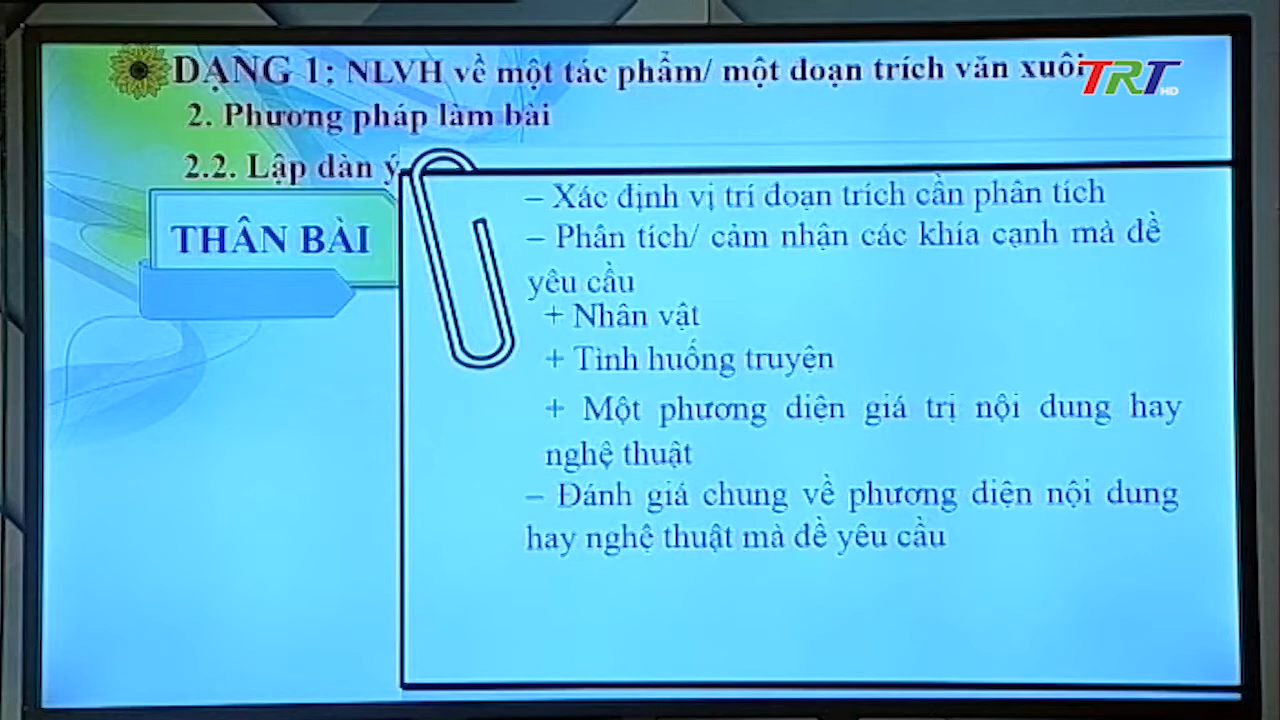 DẠNG 1: NLVH về một tác phẩm/ một đoạn trích văn xuôi
TRT HD
2. Phương pháp làm bài
2.2. Lập dàn ý
THÂN BÀI
– Xác định vị trí đoạn trích cần phân tích
– Phân tích/ cảm nhận các khía cạnh mà đề
yêu cầu
+ Nhân vật
+ Tình huống truyện
+ Một phương diện giá trị nội dung hay
nghệ thuật
– Đánh giá chung về phương diện nội dung
hay nghệ thuật mà đề yêu cầu